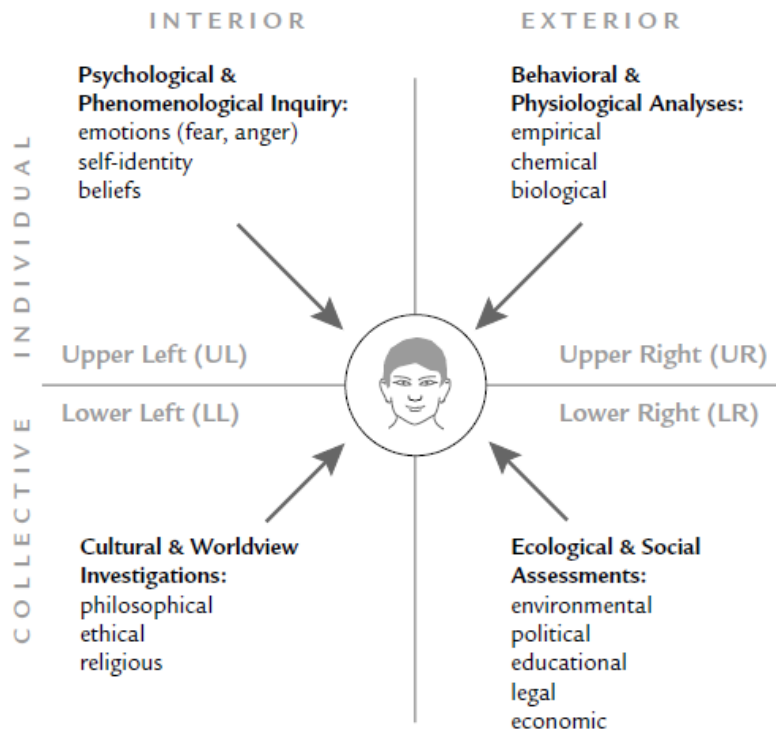 INTERIOR
EXTERIOR
INDIVIDUAL
COLLECTIVE
Psychological &
Phenomenological Inquiry:
emotions (fear, anger)
self-identity
beliefs
Behavioral &
Physiological Analyses:
empirical
chemical
biological
Upper Left (UL)
Upper Right (UR)
Lower Left (LL)
Lower Right (LR)
Cultural & Worldview
Investigations:
philosophical
ethical
religious
Ecological & Social
Assessments:
environmental
political
educational
legal
economic